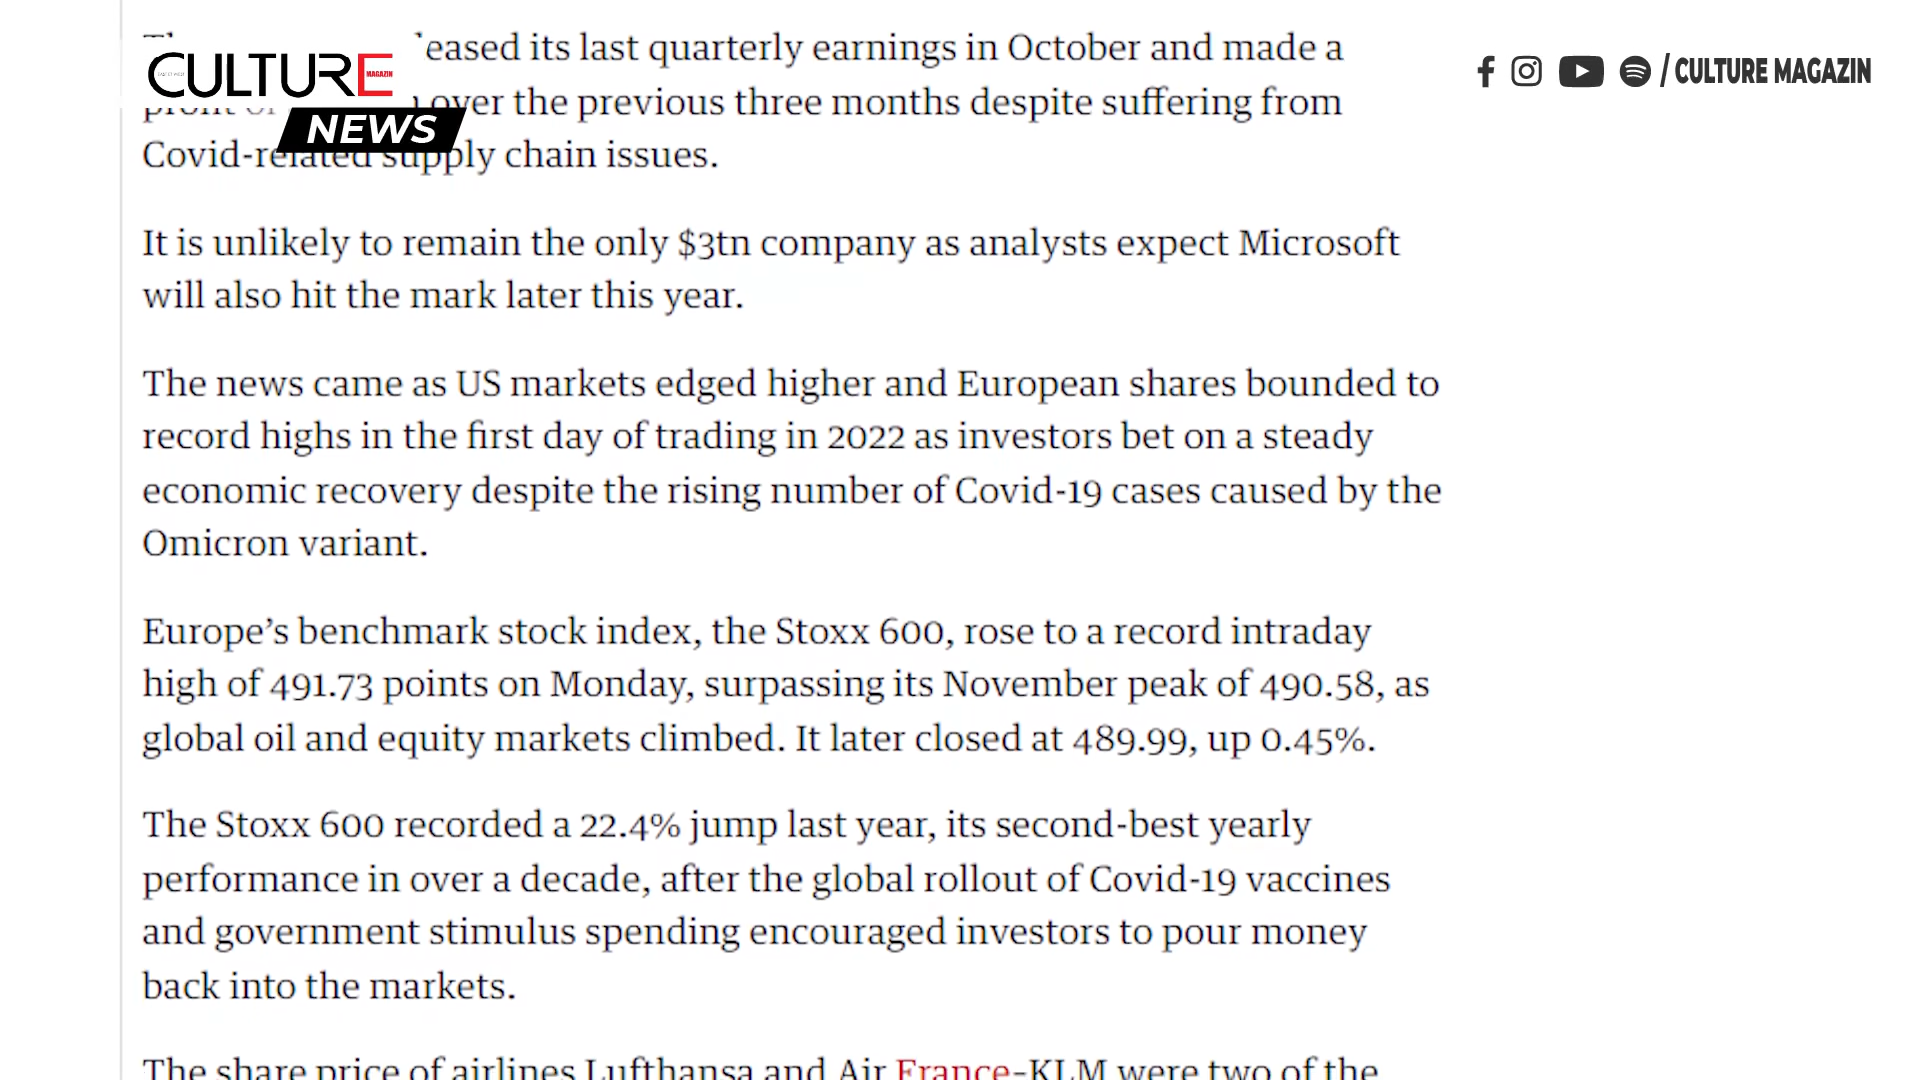 eased its last quarterly earnings in October and made a
over the previous three months despite suffering from
Covid-related supply chain issues.
It is unlikely to remain the only $3tn company as analysts expect Microsoft
will also hit the mark later this year.
The news came as US markets edged higher and European shares bounded to
record highs in the first day of trading in 2022 as investors bet on a steady
economic recovery despite the rising number of Covid-19 cases caused by the
Omicron variant.
Europe’s benchmark stock index, the Stoxx 600, rose to a record intraday
high of 491.73 points on Monday, surpassing its November peak of 490.58, as
global oil and equity markets climbed. It later closed at 489.99, up 0.45%.
The Stoxx 600 recorded a 22.4% jump last year, its second-best yearly
performance in over a decade, after the global rollout of Covid-19 vaccines
and government stimulus spending encouraged investors to pour money
back into the markets.
The share price of airlines Lufthansa and Air France-KLM were two of the
CULTURE
MAGAZIN
NEWS
/ CULTURE MAGAZIN